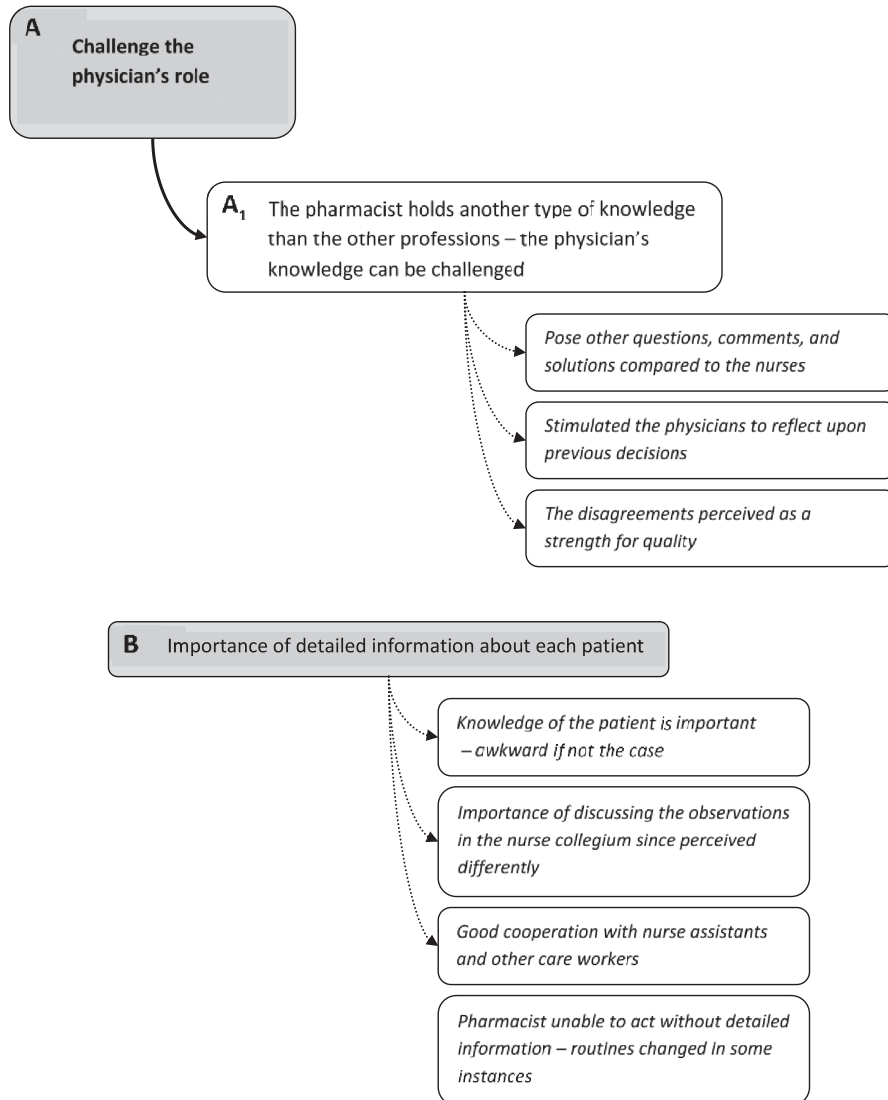 A
Challenge the
physician's role
A1 The pharmacist holds another type of knowledge
than the other professions – the physician's
knowledge can be challenged
Pose other questions, comments, and
solutions compared to the nurses
Stimulated the physicians to reflect upon
previous decisions
The disagreements perceived as a
strength for quality
B Importance of detailed information about each patient
Knowledge of the patient is important
– awkward if not the case
Importance of discussing the observations
in the nurse collegium since perceived
differently
Good cooperation with nurse assistants
and other care workers
Pharmacist unable to act without detailed
information – routines changed in some
instances